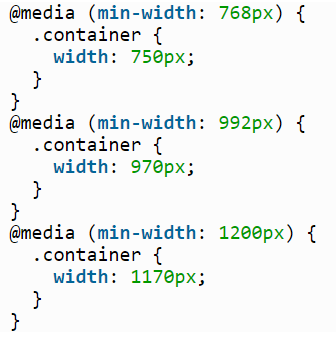 @media (min-width: 768px) {
  .container {
    width: 750px;
  }
}
@media (min-width: 992px) {
  .container {
    width: 970px;
  }
}
@media (min-width: 1200px) {
  .container {
    width: 1170px;
  }
}